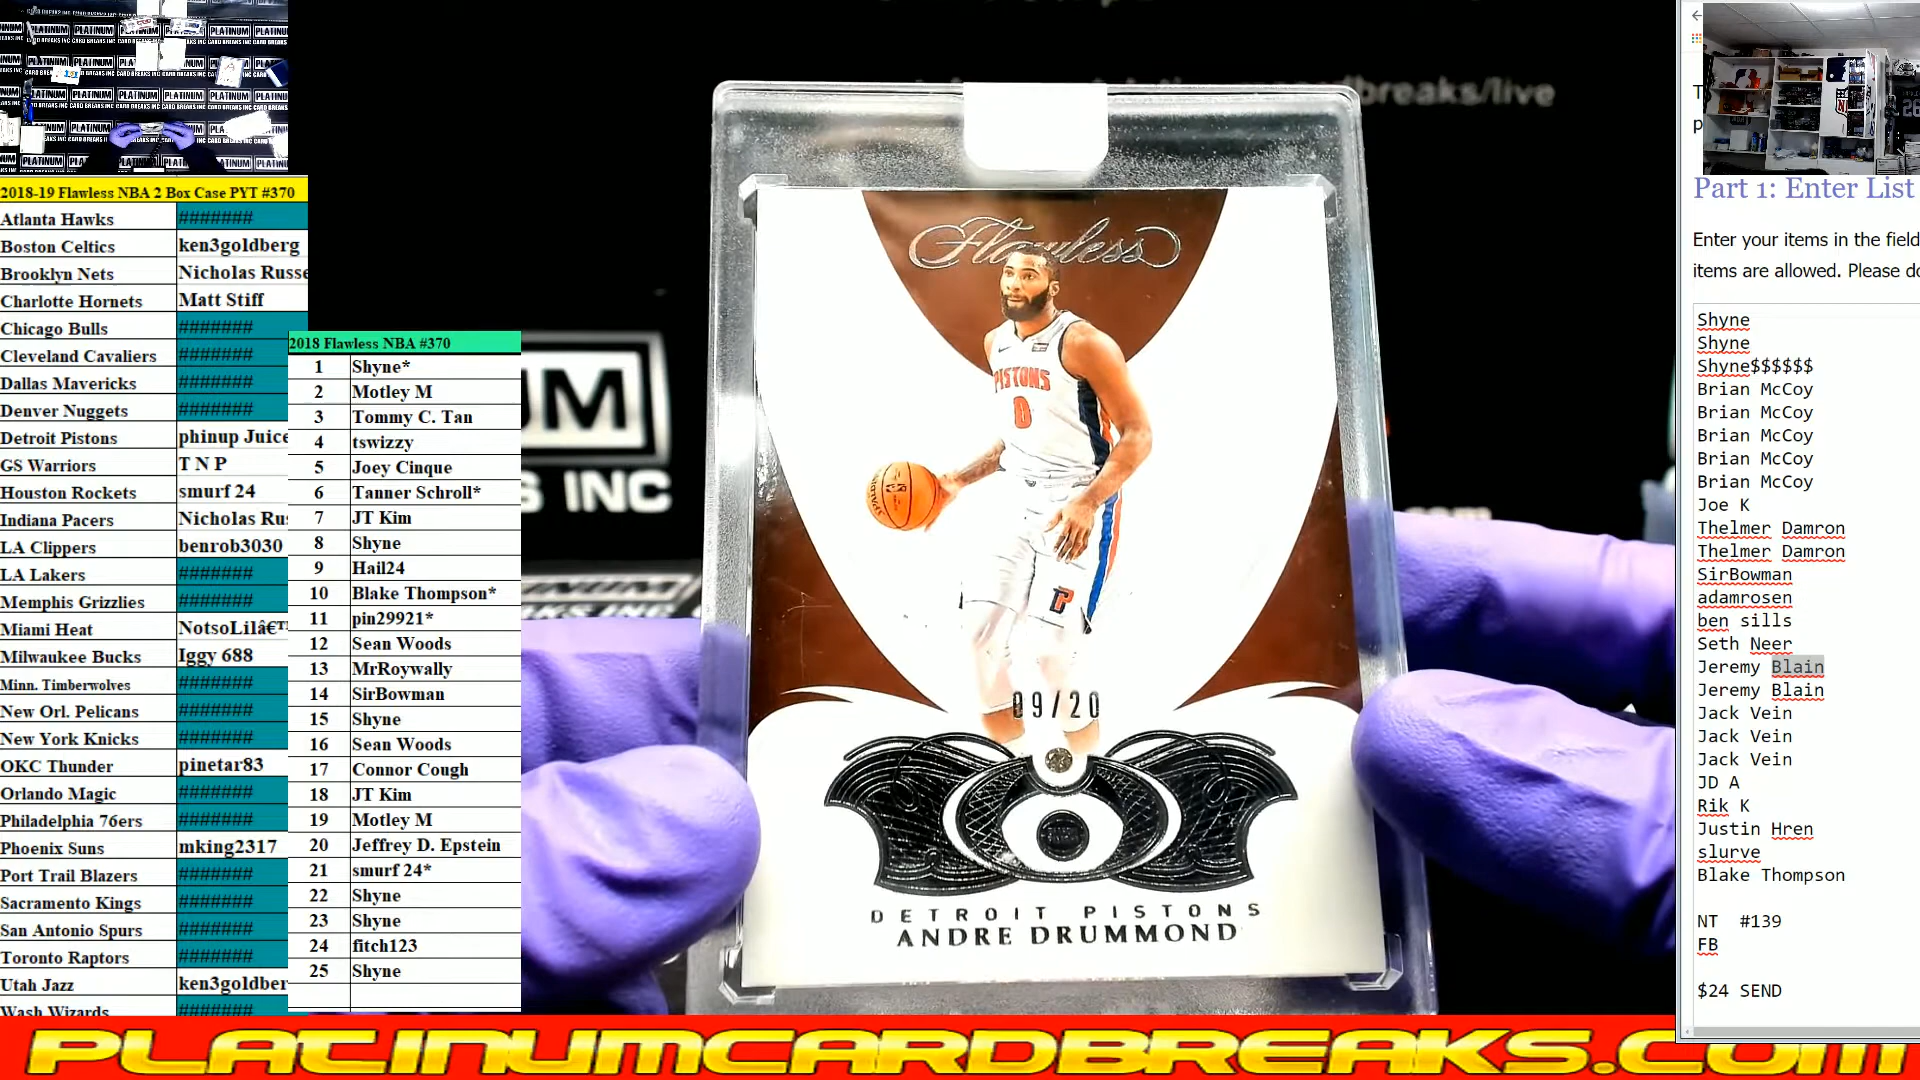 2018-19 Flawless NBA 2 Box Case PYT #370
Atlanta Hawks #######
Boston Celtics ken3goldberg
Brooklyn Nets Nicholas Russe
Charlotte Hornets Matt Stiff
Chicago Bulls #######
Cleveland Cavaliers #######
Dallas Mavericks #######
Denver Nuggets #######
Detroit Pistons phinup Juice
GS Warriors T N P
Houston Rockets smurf 24
Indiana Pacers Nicholas Rus
LA Clippers benrob3030
LA Lakers #######
Memphis Grizzlies #######
Miami Heat NotsoLilâ€™
Milwaukee Bucks Iggy 688
Minn. Timberwolves #######
New Orl. Pelicans #######
New York Knicks #######
OKC Thunder pinetar83
Orlando Magic #######
Philadelphia 76ers #######
Phoenix Suns mking2317
Port Trail Blazers #######
Sacramento Kings #######
San Antonio Spurs #######
Toronto Raptors #######
Utah Jazz ken3goldber
Wash Wizards #######
2018 Flawless NBA #370
1 Shyne*
2 Motley M
3 Tommy C. Tan
4 tswizzy
5 Joey Cinque
6 Tanner Schroll*
7 JT Kim
8 Shyne
9 Hail24
10 Blake Thompson*
11 pin29921*
12 Sean Woods
13 MrRoywally
14 SirBowman
15 Shyne
16 Sean Woods
17 Connor Cough
18 JT Kim
19 Motley M
20 Jeffrey D. Epstein
21 smurf 24*
22 Shyne
23 Shyne
24 fitch123
25 Shyne
breaks/live
UM
S INC
Flawless
PISTONS
0
09/20
DETROIT PISTONS
ANDRE DRUMMOND
Part 1: Enter List
Enter your items in the field
items are allowed. Please do
Shyne
Shyne
Shyne$$$$$$
Brian McCoy
Brian McCoy
Brian McCoy
Brian McCoy
Brian McCoy
Joe K
Thelmer Damron
Thelmer Damron
SirBowman
adamrosen
ben sills
Seth Neer
Jeremy Blain
Jeremy Blain
Jack Vein
Jack Vein
Jack Vein
JD A
Rik K
Justin Hren
slurve
Blake Thompson
NT #139
FB
$24 SEND
PLATINUMCARDBREAKS.COM